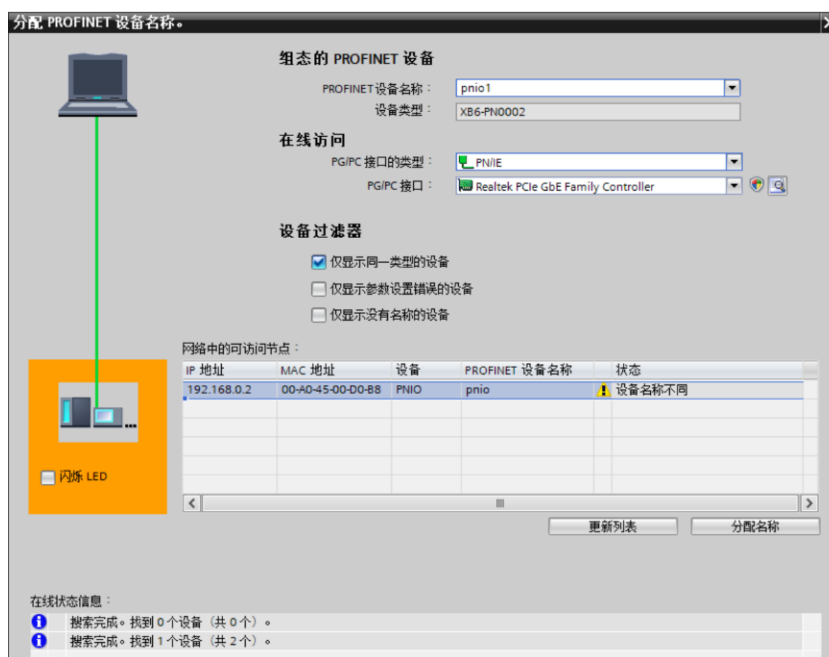 分配 PROFINET 设备名称。
组态的 PROFINET 设备
PROFINET设备名称： pnio1
设备类型： XB6-PN0002
在线访问
PG/PC 接口的类型： PN/IE
PG/PC 接口： Realtek PCIe GbE Family Controller
设备过滤器
仅显示同一类型的设备
仅显示参数设置错误的设备
仅显示没有名称的设备
网络中的可访问节点：
IP 地址 MAC 地址 设备 PROFINET 设备名称 状态
192.168.0.2 00-A0-45-00-D0-B8 PNIO pnio 设备名称不同
闪烁 LED
更新列表 分配名称
在线状态信息：
搜索完成。找到 0 个设备（共 0 个）。
搜索完成。找到 1 个设备（共 2 个）。